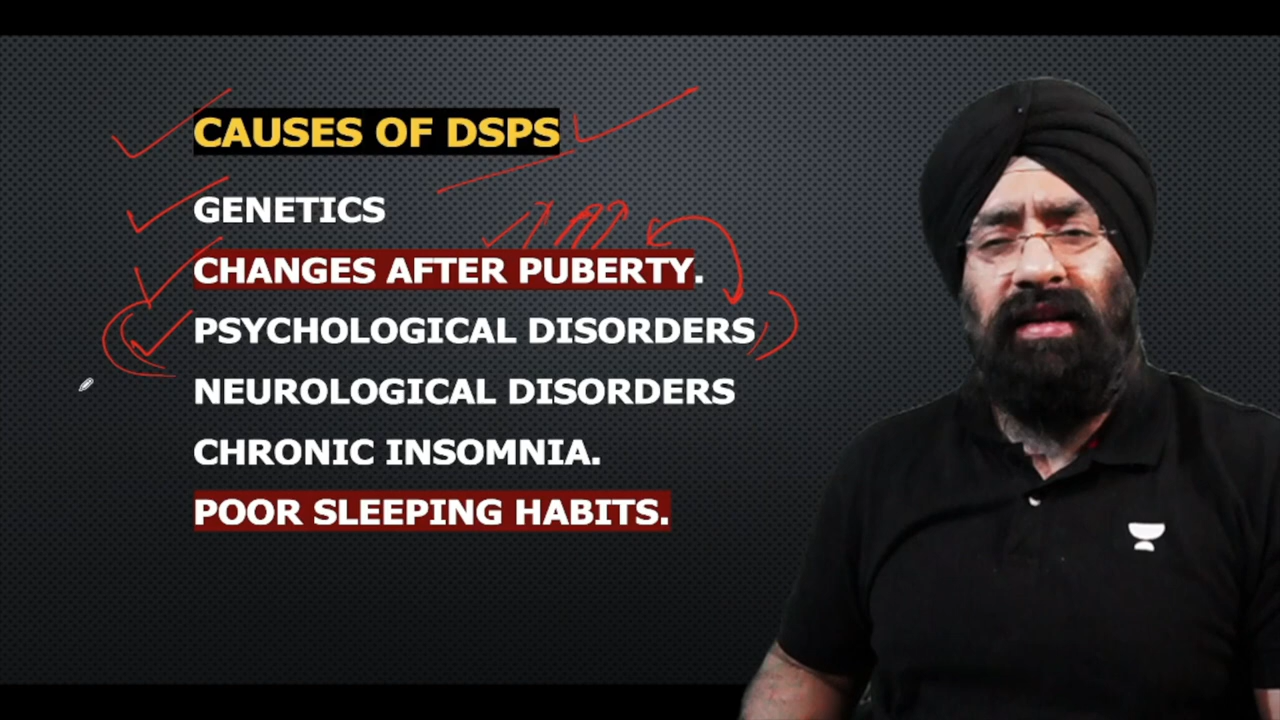 CAUSES OF DSPS
GENETICS
CHANGES AFTER PUBERTY.
PSYCHOLOGICAL DISORDERS
NEUROLOGICAL DISORDERS
CHRONIC INSOMNIA.
POOR SLEEPING HABITS.